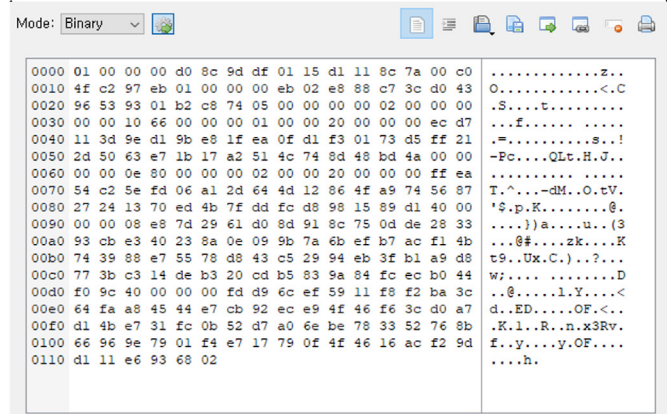 Mode: Binary
0000 01 00 00 00 d0 8c 9d df 01 15 d1 11 8c 7a 00 c0 .............z..
0010 4f c2 97 eb 01 00 00 00 eb 02 e8 88 c7 3c d0 43 O............<.C
0020 96 53 93 01 b2 c8 74 05 00 00 00 00 02 00 00 00 .S....t.........
0030 00 00 10 66 00 00 00 01 00 00 20 00 00 00 ec d7 ...f...... .....
0040 11 3d 9e d1 9b e8 1f ea 0f d1 f3 01 73 d5 ff 21 .=..........s..!
0050 2d 50 63 e7 1b 17 a2 51 4c 74 8d 48 bd 4a 00 00 -Pc....QLt.H.J..
0060 00 00 0e 80 00 00 00 02 00 00 20 00 00 00 ff ea .......... .....
0070 54 c2 5e fd 06 a1 2d 64 4d 12 86 4f a9 74 56 87 T.^...-dM..O.tV.
0080 27 24 13 70 ed 4b 7f dd fc d8 98 15 89 d1 40 00 '$.p.K........@.
0090 00 00 08 e8 7d 29 61 d0 8d 91 8c 75 0d de 28 33 ....})a....u..(3
00a0 93 cb e3 40 23 8a 0e 09 9b 7a 6b ef b7 ac f1 4b ...@#....zk....K
00b0 74 39 88 e7 55 78 d8 43 c5 29 94 eb 3f b1 a9 d8 t9..Ux.C.)..?...
00c0 77 3b c3 14 de b3 20 cd b5 83 9a 84 fc ec b0 44 w;.... ........D
00d0 f0 9c 40 00 00 00 fd d9 6c ef 59 11 f8 f2 ba 3c ..@.....l.Y....<
00e0 64 fa a8 45 44 e7 cb 92 ec e9 4f 46 f6 3c d0 a7 d..ED.....OF.<..
00f0 d1 4b e7 31 fc 0b 52 d7 a0 6e be 78 33 52 76 8b .K.1..R..n.x3Rv.
0100 66 96 9e 79 01 f4 e7 17 79 0f 4f 46 16 ac f2 9d f..y....y.OF....
0110 d1 11 e6 93 68 02 ....h.